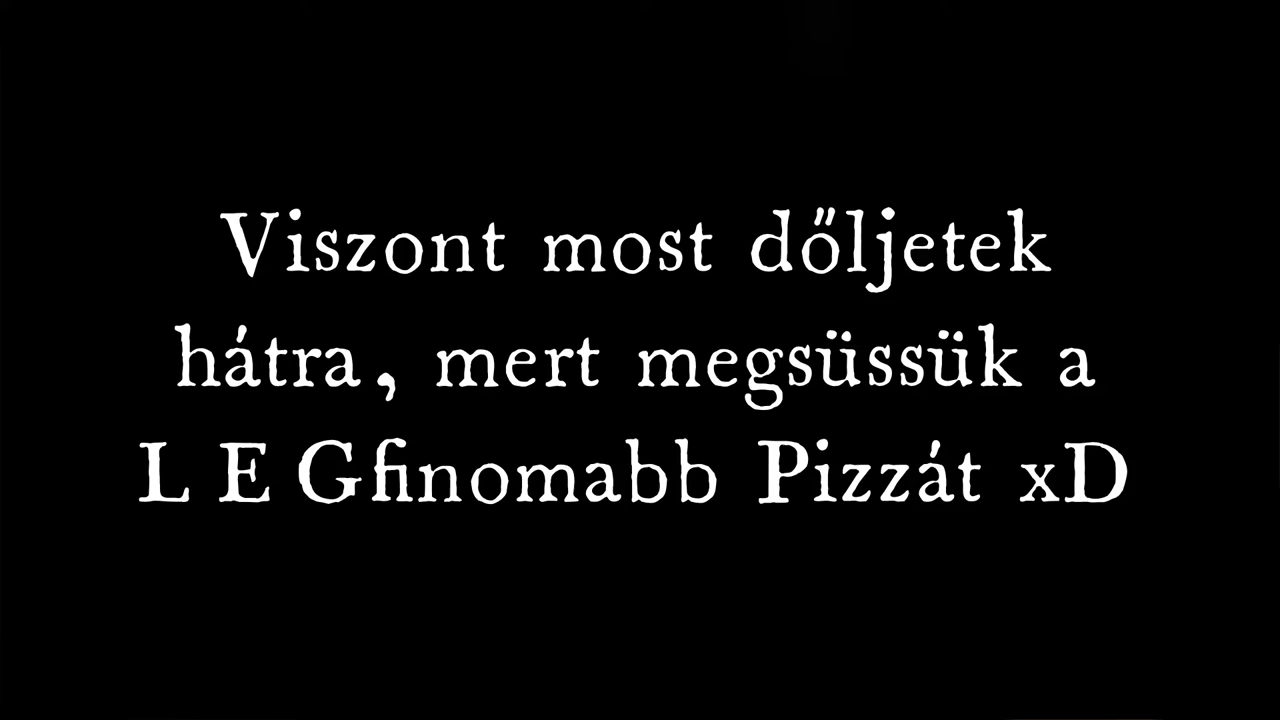 Viszont most dőljetek
hátra, mert megsüssük a
L E Gfinomabb Pizzát xD